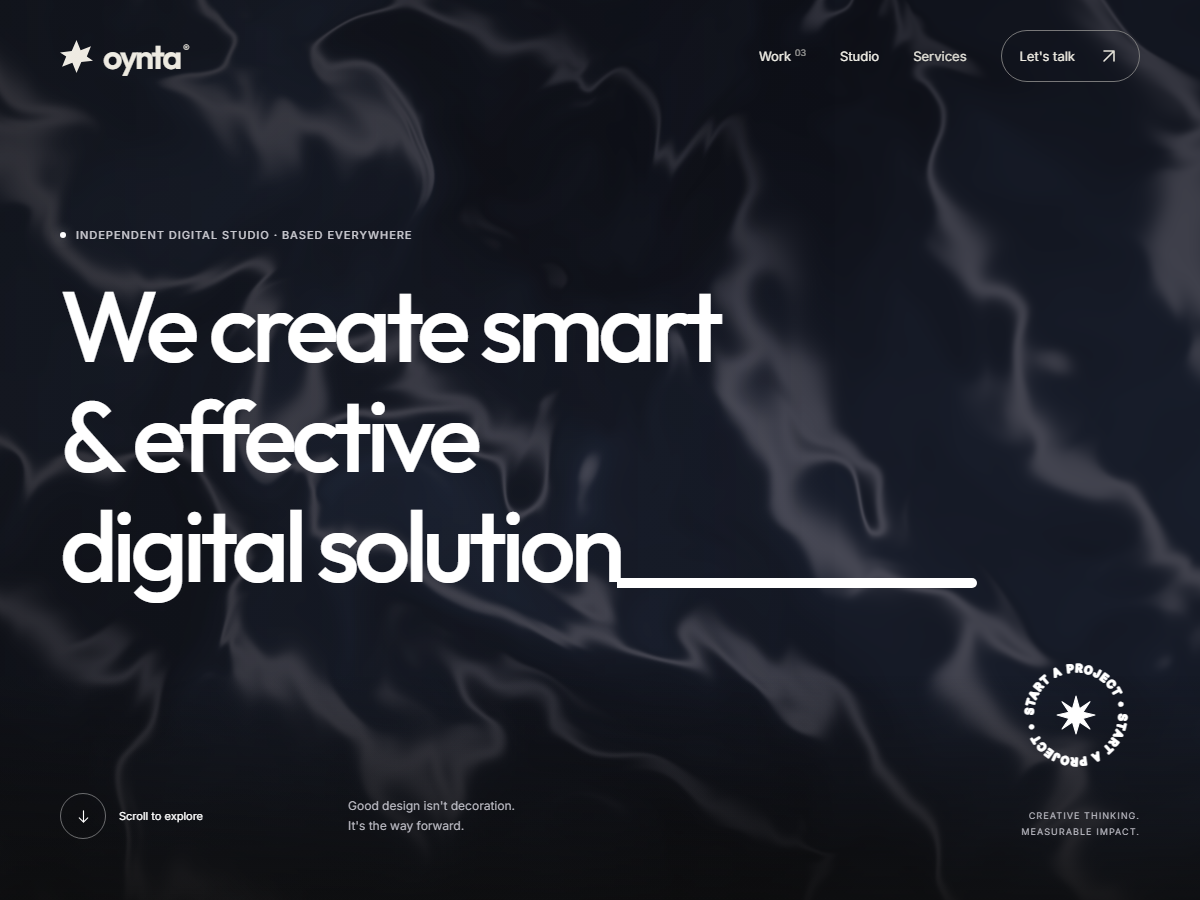 oynta®
Work 03
Studio
Services
Let's talk
INDEPENDENT DIGITAL STUDIO · BASED EVERYWHERE
We create smart
& effective
digital solution
START A PROJECT • START A PROJECT •
Scroll to explore
Good design isn't decoration.
It's the way forward.
CREATIVE THINKING.
MEASURABLE IMPACT.